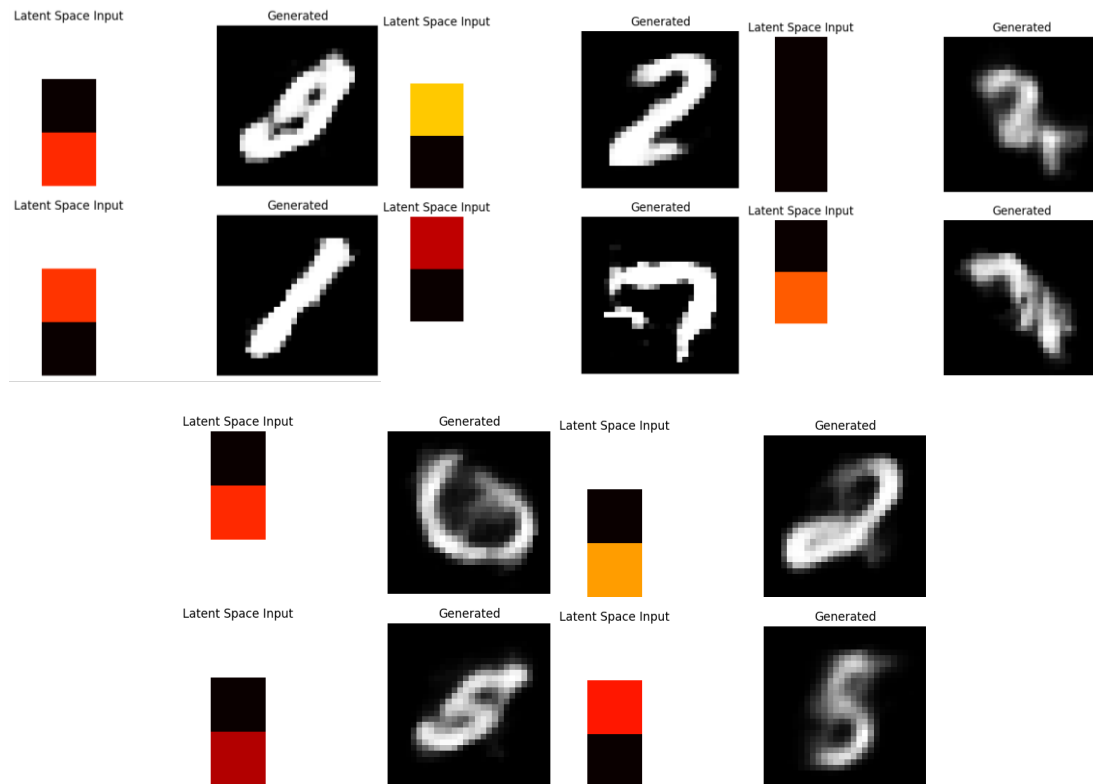 Latent Space Input
Generated
Latent Space Input
Generated
Latent Space Input
Generated
2
Latent Space Input
Generated
Latent Space Input
Generated
Latent Space Input
Generated
Latent Space Input
Generated
Latent Space Input
Generated
Latent Space Input
Generated
Latent Space Input
Generated
5